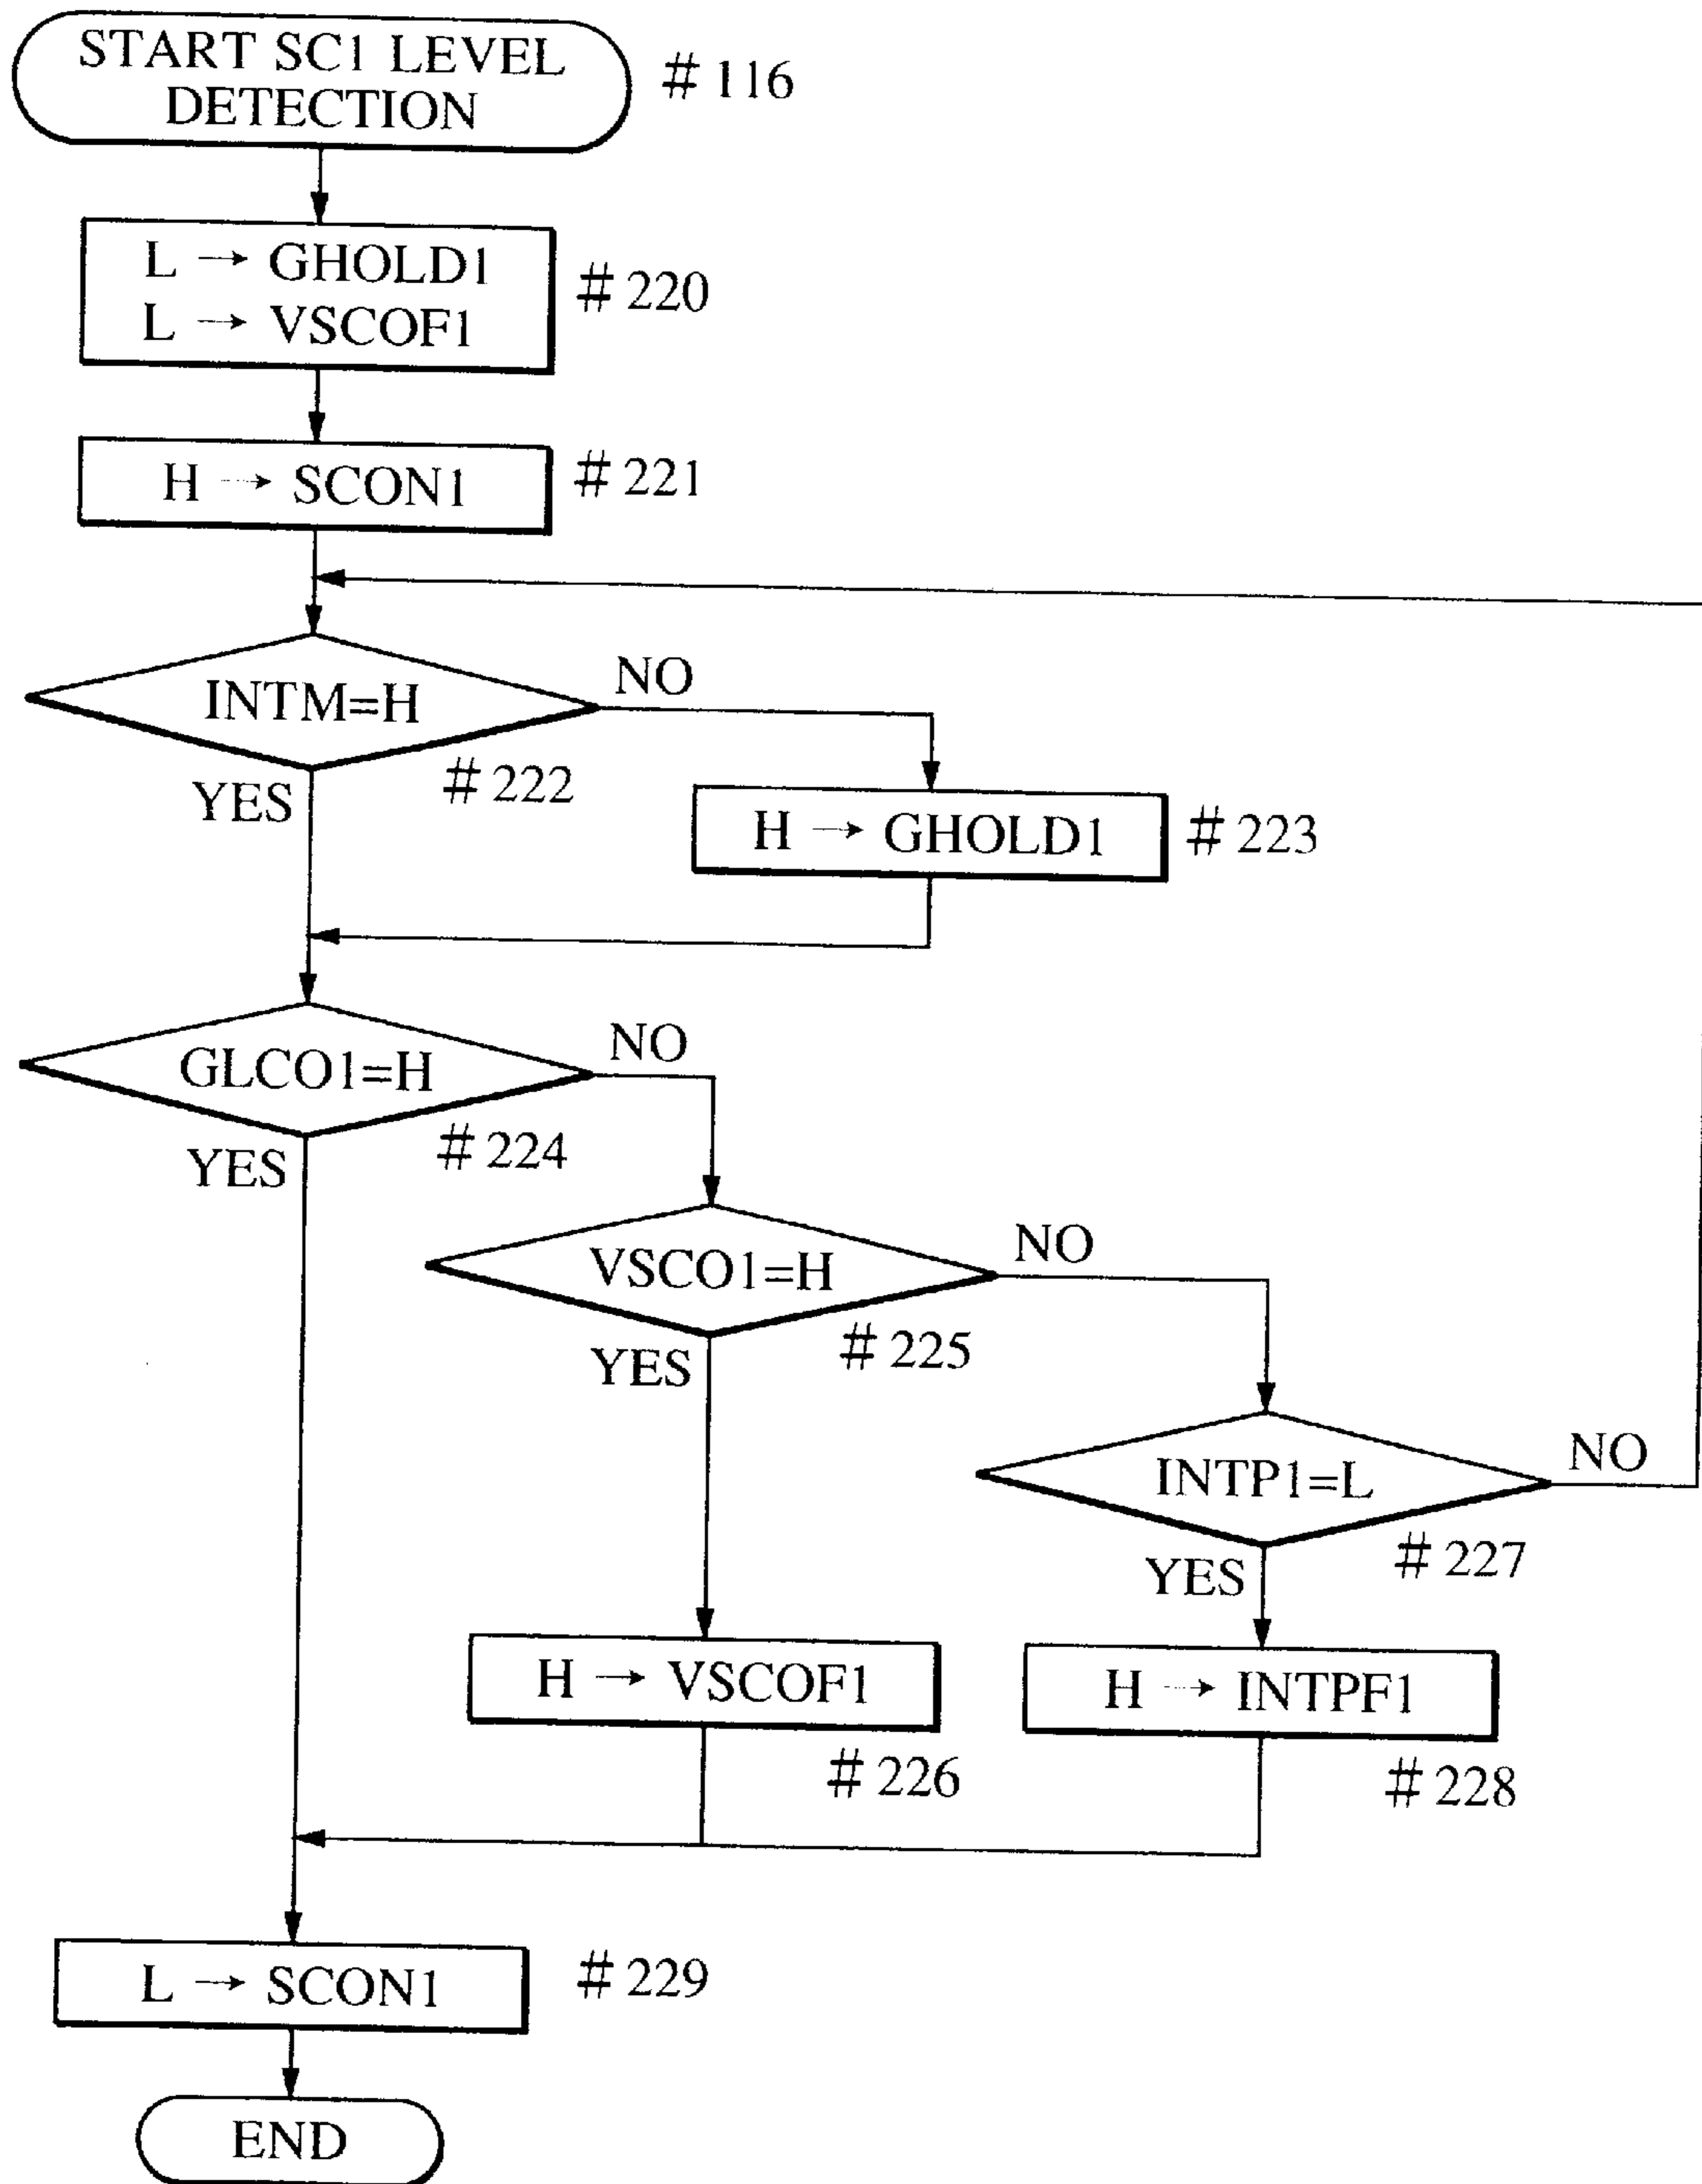 START SC1 LEVEL
DETECTION
# 116
L → GHOLD1
L → VSCOF1
# 220
H → SCON1
# 221
INTM=H
NO
YES
# 222
H → GHOLD1
# 223
GLCO1=H
NO
YES
# 224
VSCO1=H
NO
YES
# 225
INTP1=L
NO
YES
# 227
H → VSCOF1
# 226
H → INTPF1
# 228
L → SCON1
# 229
END